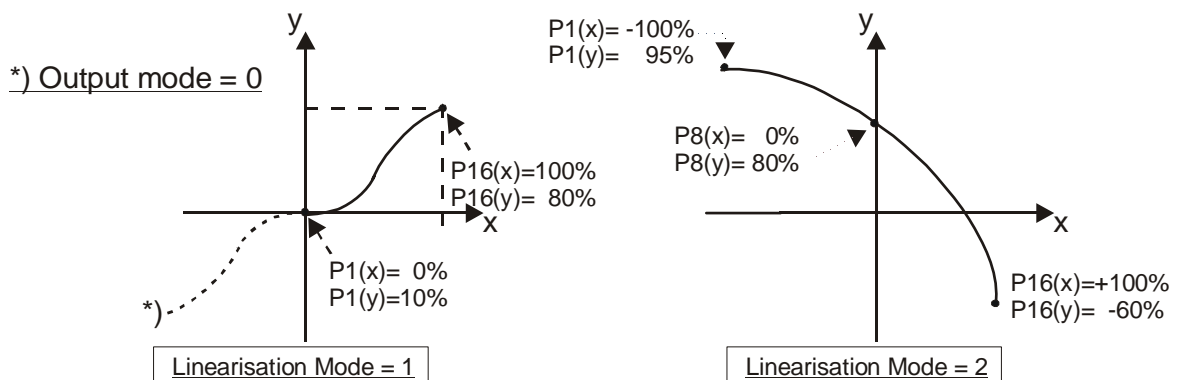 *) Output mode = 0
y
P16(x)=100%
P16(y)= 80%
x
P1(x)= 0%
P1(y)=10%
*)
Linearisation Mode = 1
P1(x)= -100%
P1(y)= 95%
y
P8(x)= 0%
P8(y)= 80%
x
P16(x)=+100%
P16(y)= -60%
Linearisation Mode = 2